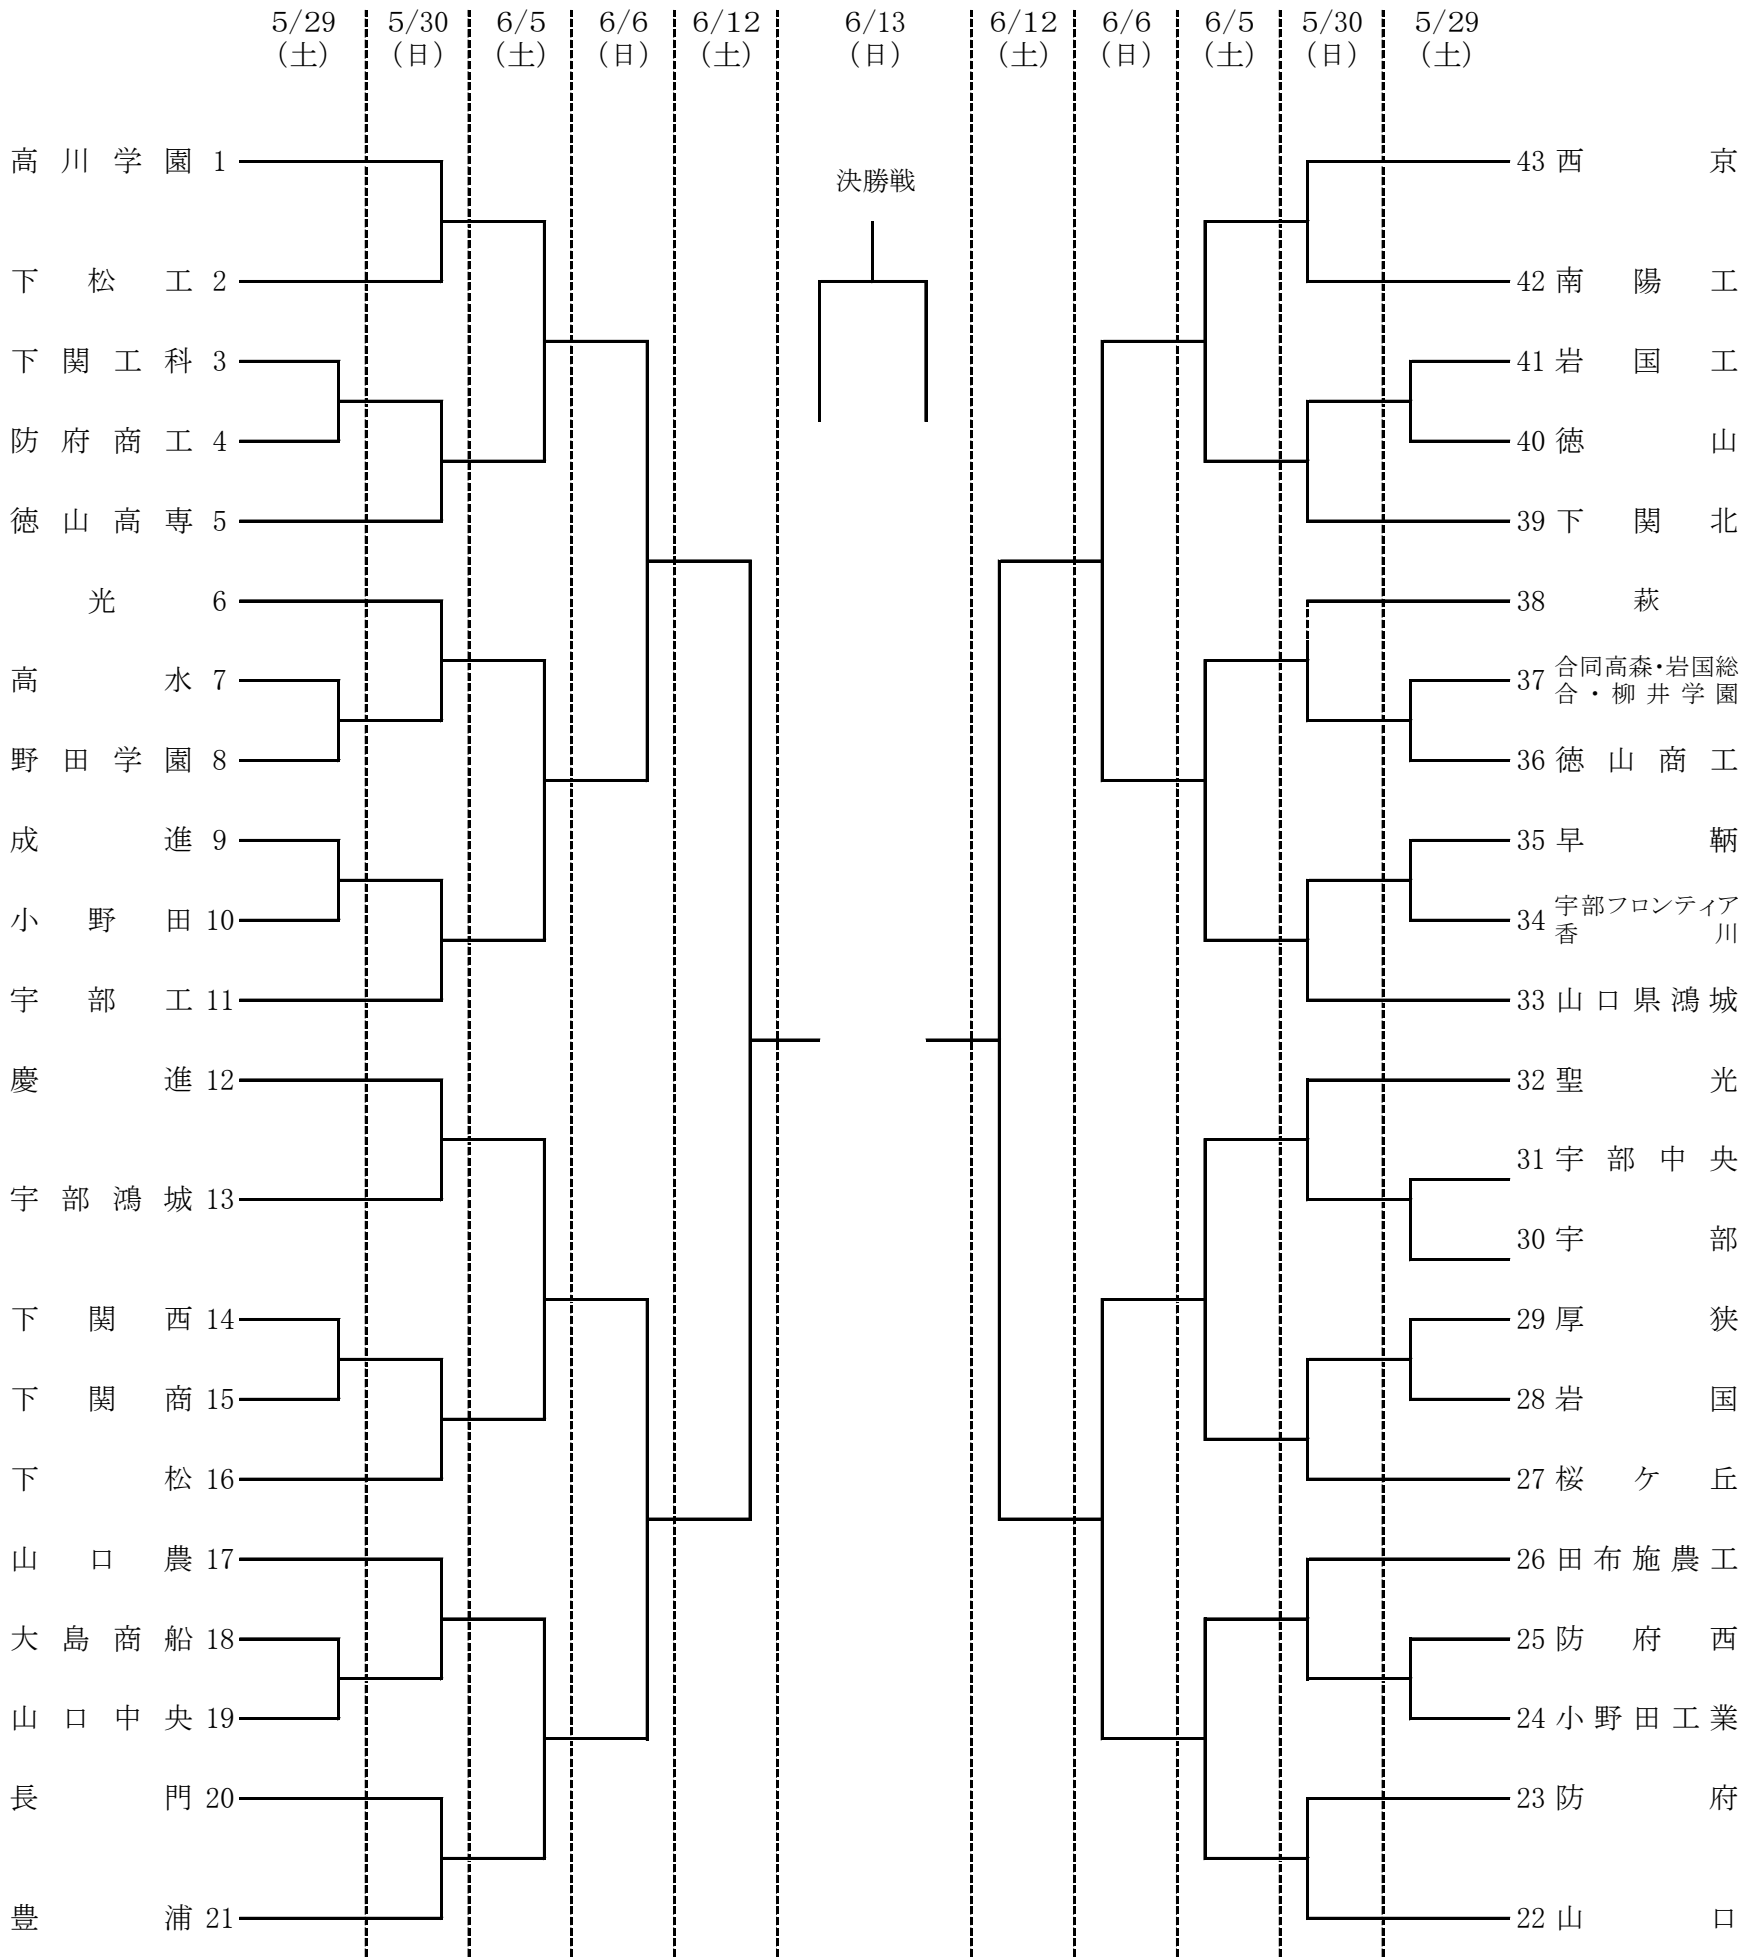 5/29 5/30 6/5 6/6 6/12 6/13 6/12 6/6 6/5 5/30 5/29
（土） （日） （土） （日） （土） （日） （土） （日） （土） （日） （土）
高川学園 1
決勝戦
下松工 2
下関工科 3
防府商工 4
徳山高専 5
光 6
高水 7
野田学園 8
成進 9
小野田 10
宇部工 11
慶進 12
宇部鴻城 13
下関西 14
下関商 15
下松 16
山口農 17
大島商船 18
山口中央 19
長門 20
豊浦 21
43 西京
42 南陽工
41 岩国工
40 徳山
39 下関北
38 萩
37 合同高森・岩国総
合・柳井学園
36 徳山商工
35 早鞆
34 宇部フロンティア
香川
33 山口県鴻城
32 聖光
31 宇部中央
30 宇部
29 厚狭
28 岩国
27 桜ケ丘
26 田布施農工
25 防府西
24 小野田工業
23 防府
22 山口